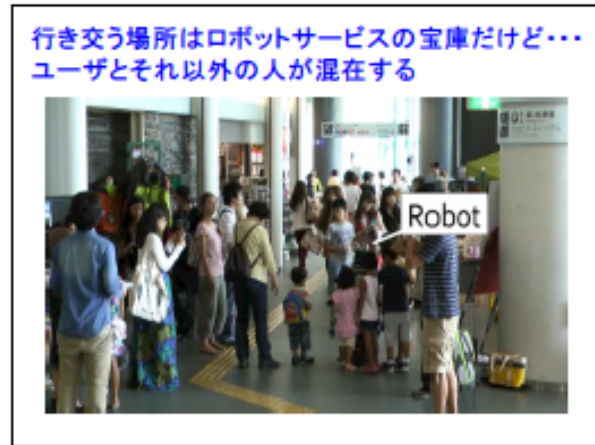 行き交う場所はロボットサービスの宝庫だけど・・・
ユーザとそれ以外の人が混在する
Robot